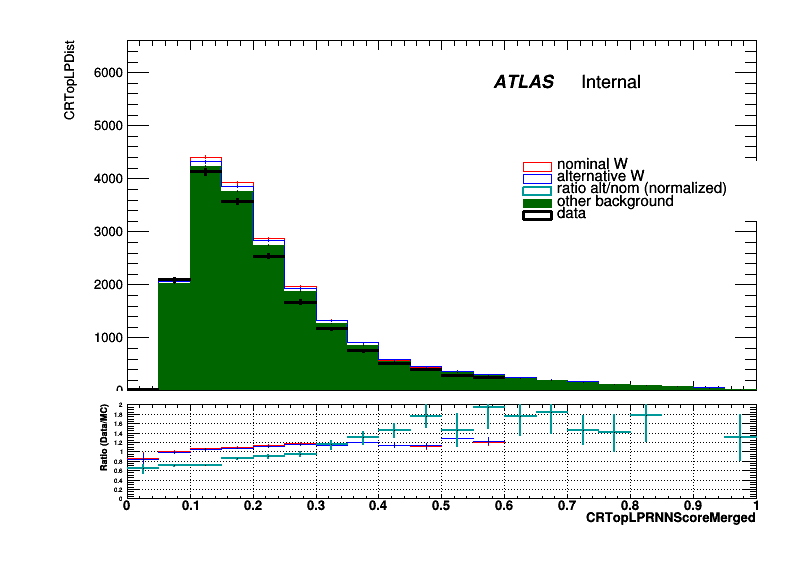 CRTopLPDist
6000
5000
4000
3000
2000
1000
0
ATLAS Internal
nominal W
alternative W
ratio alt/nom (normalized)
other background
data
Ratio (Data/MC)
2
1.8
1.6
1.4
1.2
1
0.8
0.6
0.4
0.2
0
0 0.1 0.2 0.3 0.4 0.5 0.6 0.7 0.8 0.9 1
CRTopLPRNNScoreMerged